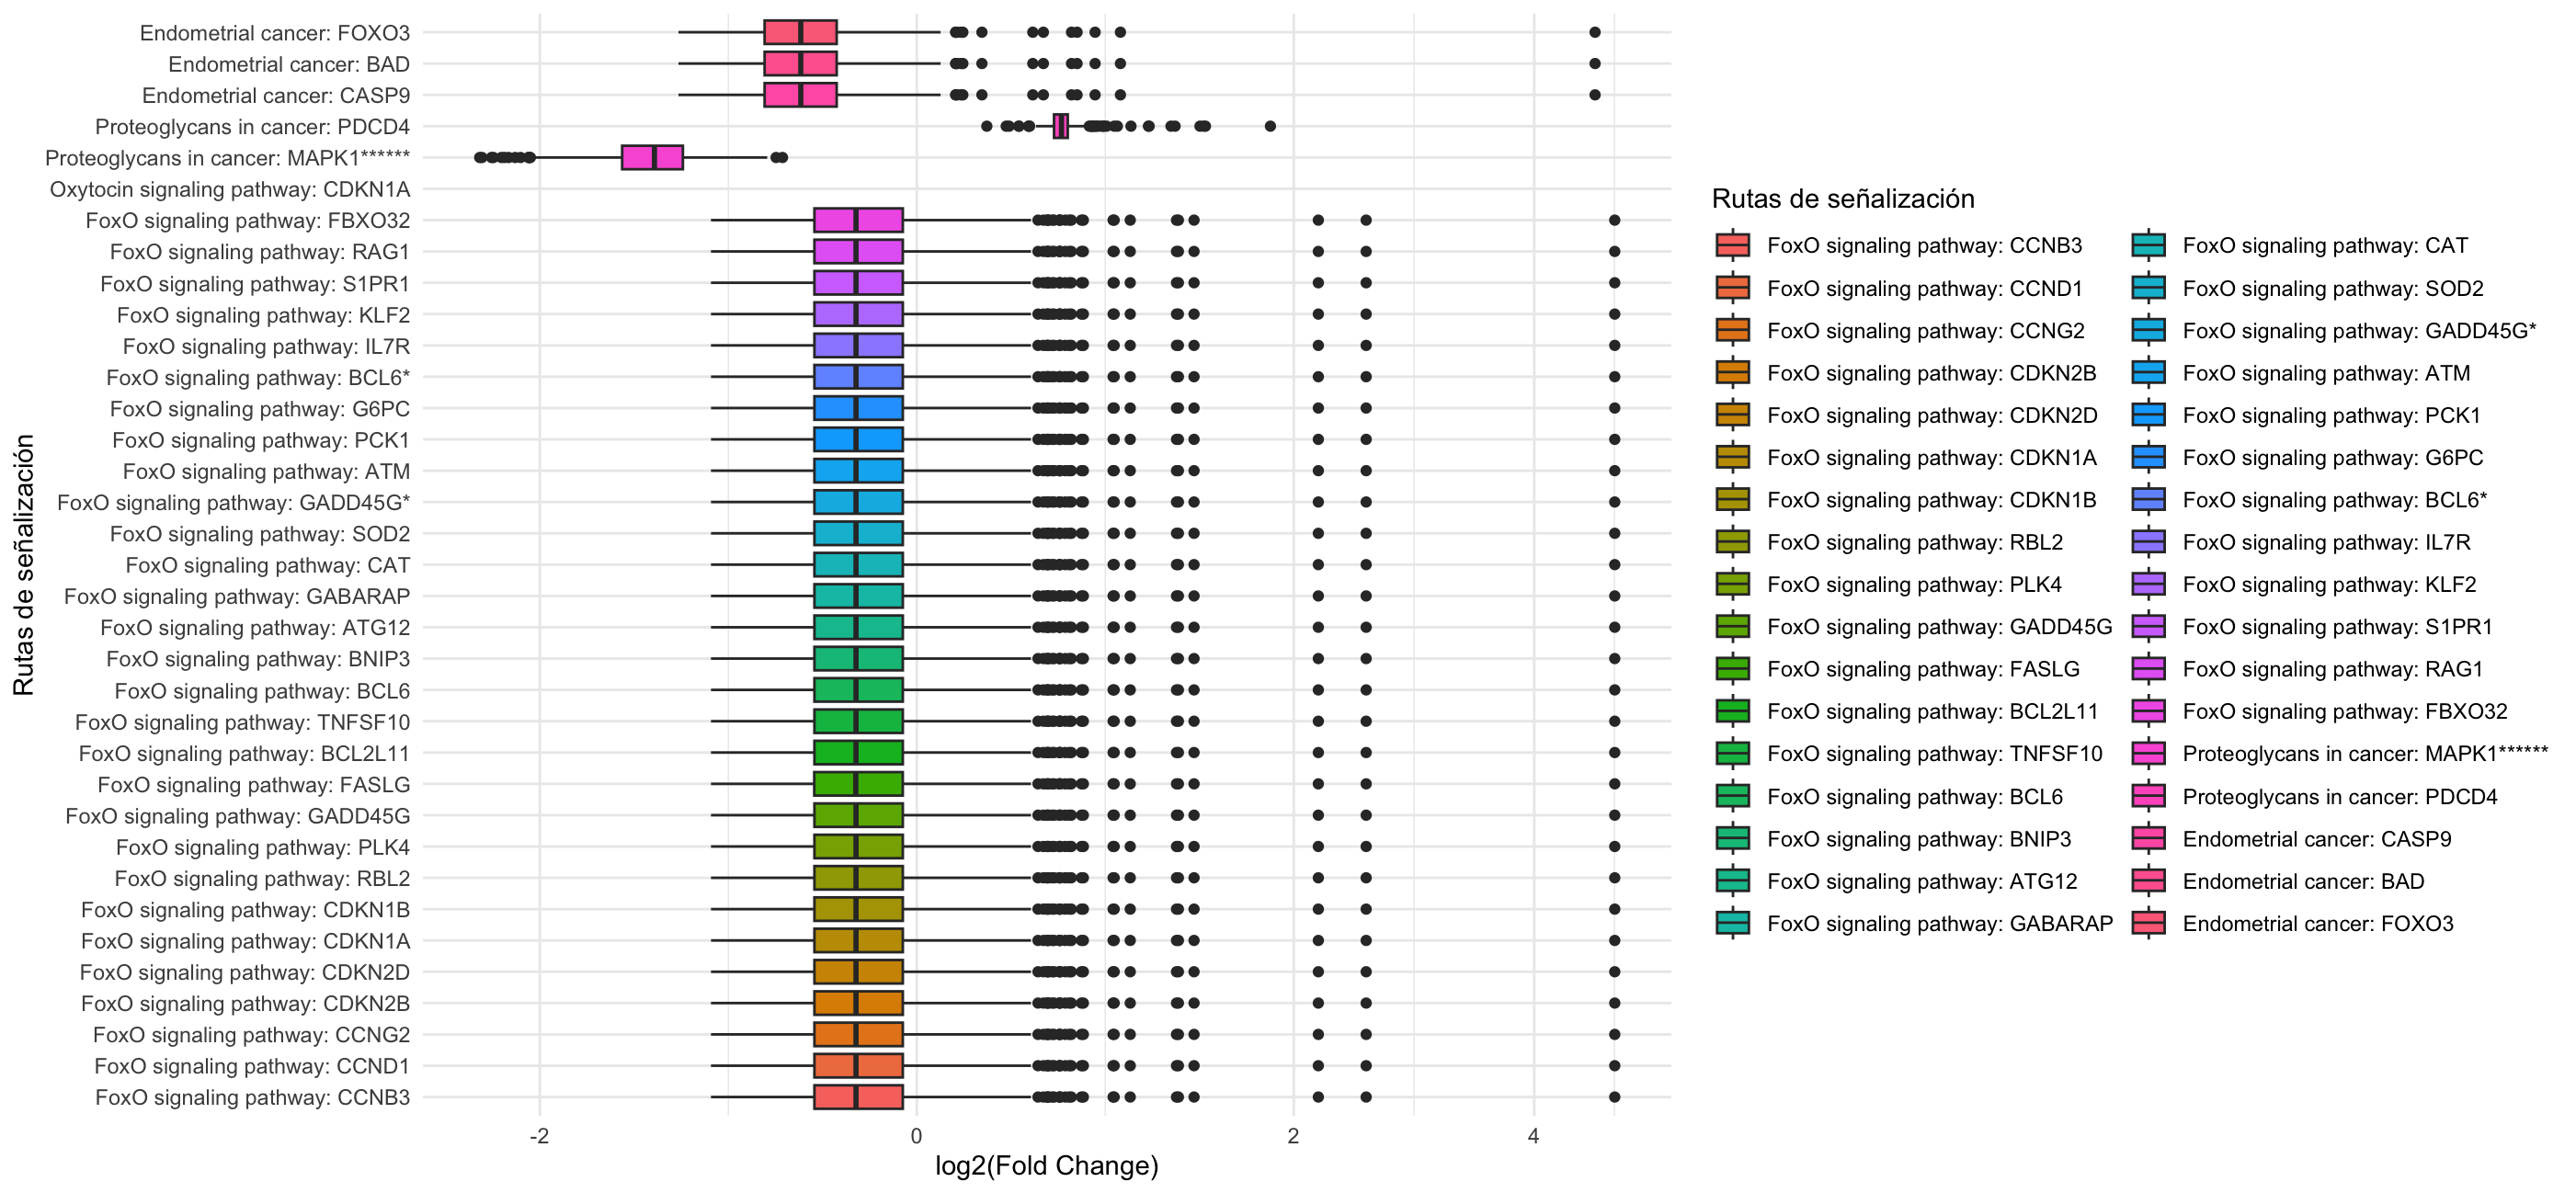 Endometrial cancer: FOXO3
Endometrial cancer: BAD
Endometrial cancer: CASP9
Proteoglycans in cancer: PDCD4
Proteoglycans in cancer: MAPK1******
Oxytocin signaling pathway: CDKN1A
FoxO signaling pathway: FBXO32
FoxO signaling pathway: RAG1
FoxO signaling pathway: S1PR1
FoxO signaling pathway: KLF2
FoxO signaling pathway: IL7R
FoxO signaling pathway: BCL6*
FoxO signaling pathway: G6PC
FoxO signaling pathway: PCK1
FoxO signaling pathway: ATM
FoxO signaling pathway: GADD45G*
FoxO signaling pathway: SOD2
FoxO signaling pathway: CAT
FoxO signaling pathway: GABARAP
FoxO signaling pathway: ATG12
FoxO signaling pathway: BNIP3
FoxO signaling pathway: BCL6
FoxO signaling pathway: TNFSF10
FoxO signaling pathway: BCL2L11
FoxO signaling pathway: FASLG
FoxO signaling pathway: GADD45G
FoxO signaling pathway: PLK4
FoxO signaling pathway: RBL2
FoxO signaling pathway: CDKN1B
FoxO signaling pathway: CDKN1A
FoxO signaling pathway: CDKN2D
FoxO signaling pathway: CDKN2B
FoxO signaling pathway: CCNG2
FoxO signaling pathway: CCND1
FoxO signaling pathway: CCNB3
Rutas de señalización
-2 0 2 4
log2(Fold Change)
Rutas de señalización
FoxO signaling pathway: CCNB3
FoxO signaling pathway: CCND1
FoxO signaling pathway: CCNG2
FoxO signaling pathway: CDKN2B
FoxO signaling pathway: CDKN2D
FoxO signaling pathway: CDKN1A
FoxO signaling pathway: CDKN1B
FoxO signaling pathway: RBL2
FoxO signaling pathway: PLK4
FoxO signaling pathway: GADD45G
FoxO signaling pathway: FASLG
FoxO signaling pathway: BCL2L11
FoxO signaling pathway: TNFSF10
FoxO signaling pathway: BCL6
FoxO signaling pathway: BNIP3
FoxO signaling pathway: ATG12
FoxO signaling pathway: GABARAP
FoxO signaling pathway: CAT
FoxO signaling pathway: SOD2
FoxO signaling pathway: GADD45G*
FoxO signaling pathway: ATM
FoxO signaling pathway: PCK1
FoxO signaling pathway: G6PC
FoxO signaling pathway: BCL6*
FoxO signaling pathway: IL7R
FoxO signaling pathway: KLF2
FoxO signaling pathway: S1PR1
FoxO signaling pathway: RAG1
FoxO signaling pathway: FBXO32
Proteoglycans in cancer: MAPK1******
Proteoglycans in cancer: PDCD4
Endometrial cancer: CASP9
Endometrial cancer: BAD
Endometrial cancer: FOXO3